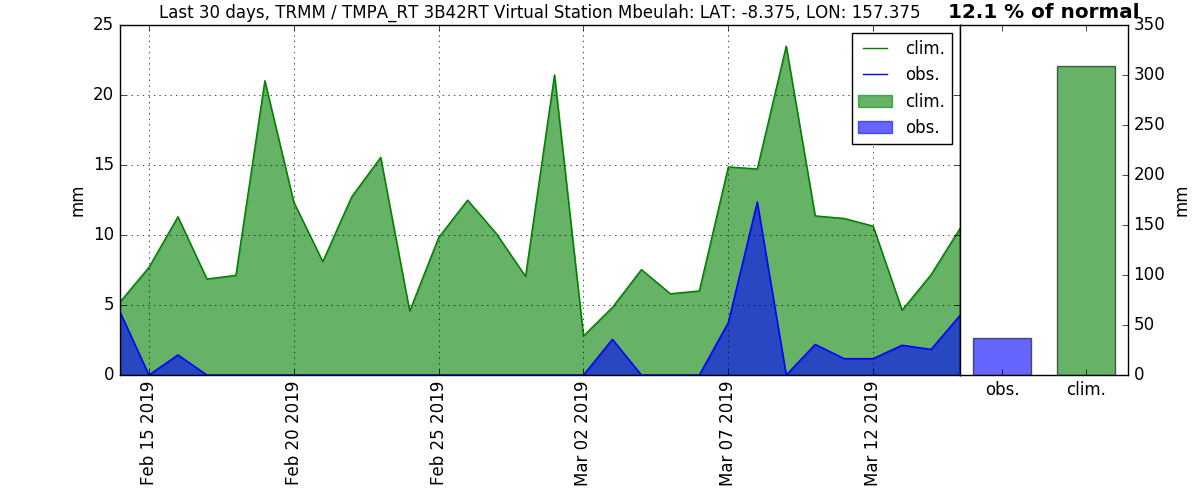 Last 30 days, TRMM / TMPA_RT 3B42RT Virtual Station Mbeulah: LAT: -8.375, LON: 157.375
12.1 % of normal
25
20
15
10
5
0
mm
clim.
obs.
clim.
obs.
Feb 15 2019
Feb 20 2019
Feb 25 2019
Mar 02 2019
Mar 07 2019
Mar 12 2019
350
300
250
200
150
100
50
0
mm
obs.
clim.